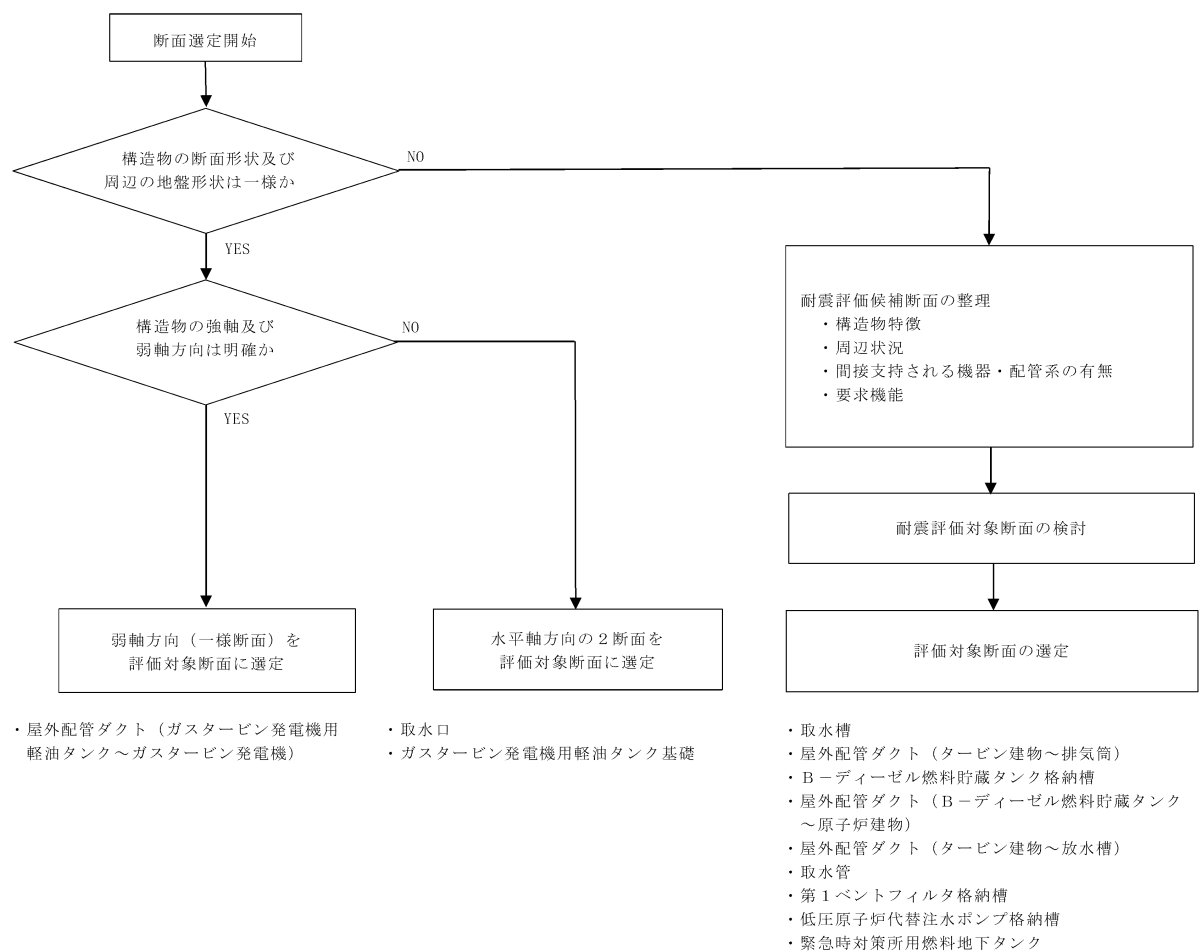 断面選定開始
構造物の断面形状及び
周辺の地盤形状は一様か
NO
YES
構造物の強軸及び
弱軸方向は明確か
NO
YES
耐震評価候補断面の整理
・構造物特徴
・周辺状況
・間接支持される機器・配管系の有無
・要求機能
耐震評価対象断面の検討
弱軸方向（一様断面）を
評価対象断面に選定
水平軸方向の２断面を
評価対象断面に選定
評価対象断面の選定
・屋外配管ダクト（ガスタービン発電機用
軽油タンク～ガスタービン発電機）
・取水口
・ガスタービン発電機用軽油タンク基礎
・取水槽
・屋外配管ダクト（タービン建物～排気筒）
・Ｂ－ディーゼル燃料貯蔵タンク格納槽
・屋外配管ダクト（Ｂ－ディーゼル燃料貯蔵タンク
～原子炉建物）
・屋外配管ダクト（タービン建物～放水槽）
・取水管
・第１ベントフィルタ格納槽
・低圧原子炉代替注水ポンプ格納槽
・緊急時対策所用燃料地下タンク